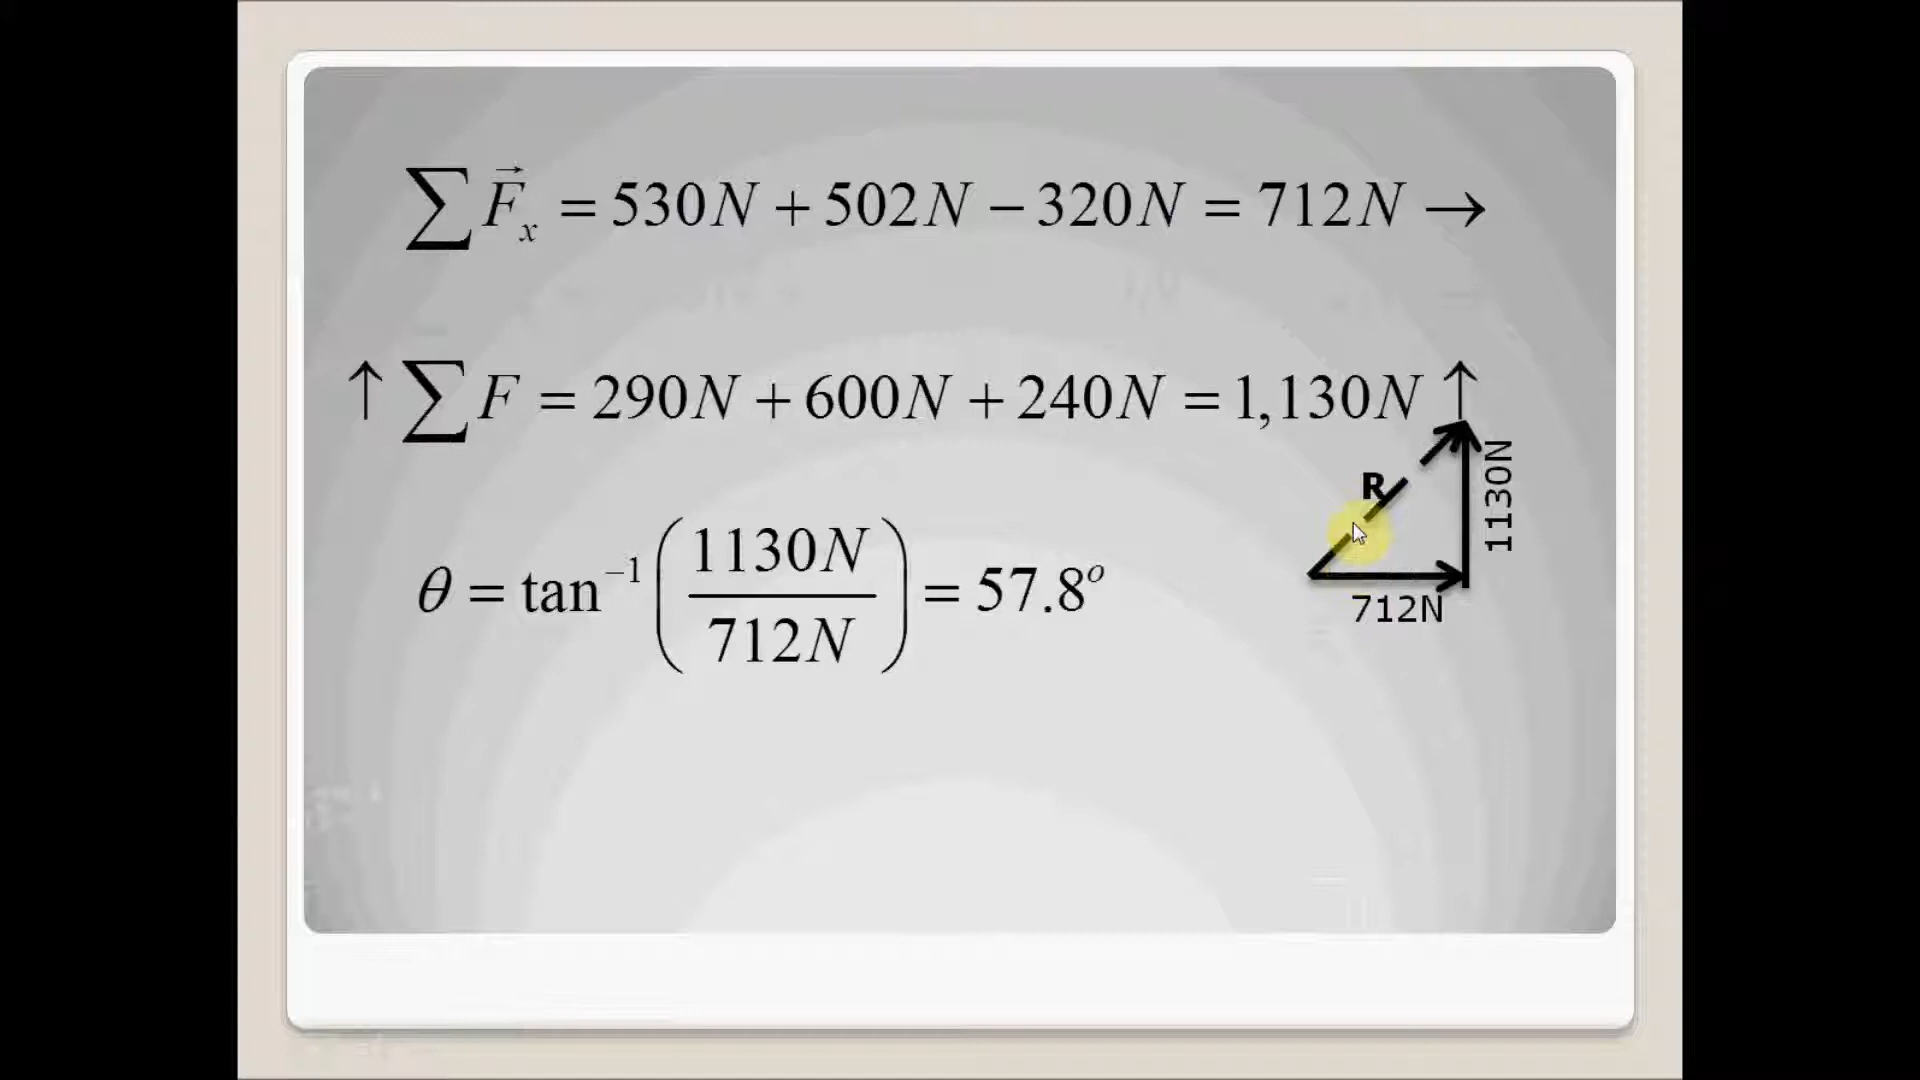 ∑F⃗ₓ = 530N + 502N − 320N = 712N →
↑ ∑F = 290N + 600N + 240N = 1,130N ↑
R
1130N
θ = tan⁻¹(1130N/712N) = 57.8°
712N